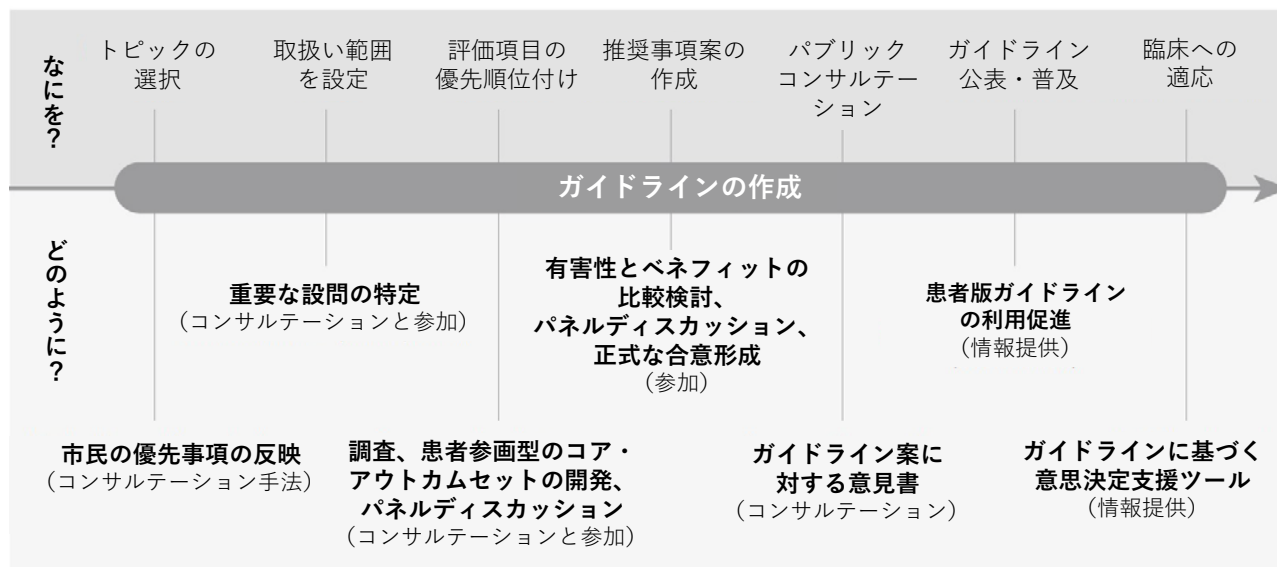 なにを?
トピックの
選択
取扱い範囲
を設定
評価項目の
優先順位付け
推奨事項案の
作成
パブリック
コンサルテー
ション
ガイドライン
公表・普及
臨床への
適応
ガイドラインの作成
どのように?
重要な設問の特定
(コンサルテーションと参加)
有害性とベネフィットの
比較検討、
パネルディスカッション、
正式な合意形成
(参加)
患者版ガイドライン
の利用促進
(情報提供)
市民の優先事項の反映
(コンサルテーション手法)
調査、患者参画型のコア・
アウトカムセットの開発、
パネルディスカッション
(コンサルテーションと参加)
ガイドライン案に
対する意見書
(コンサルテーション)
ガイドラインに基づく
意思決定支援ツール
(情報提供)